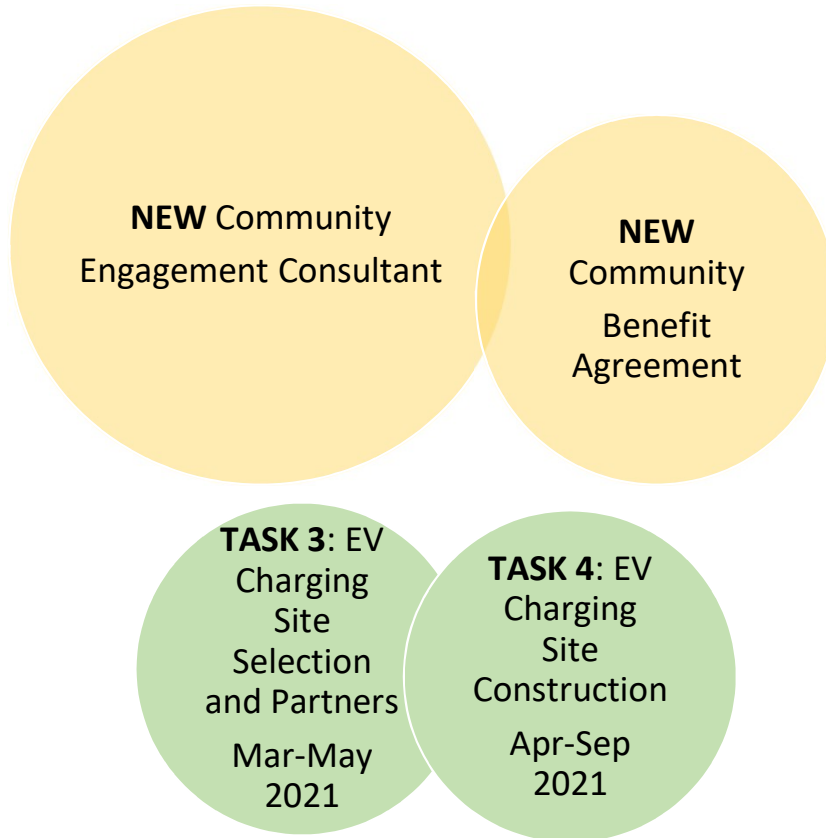 NEW Community
Engagement Consultant
NEW
Community
Benefit
Agreement
TASK 3: EV
Charging
Site
Selection
and Partners
Mar-May
2021
TASK 4: EV
Charging
Site
Construction
Apr-Sep
2021